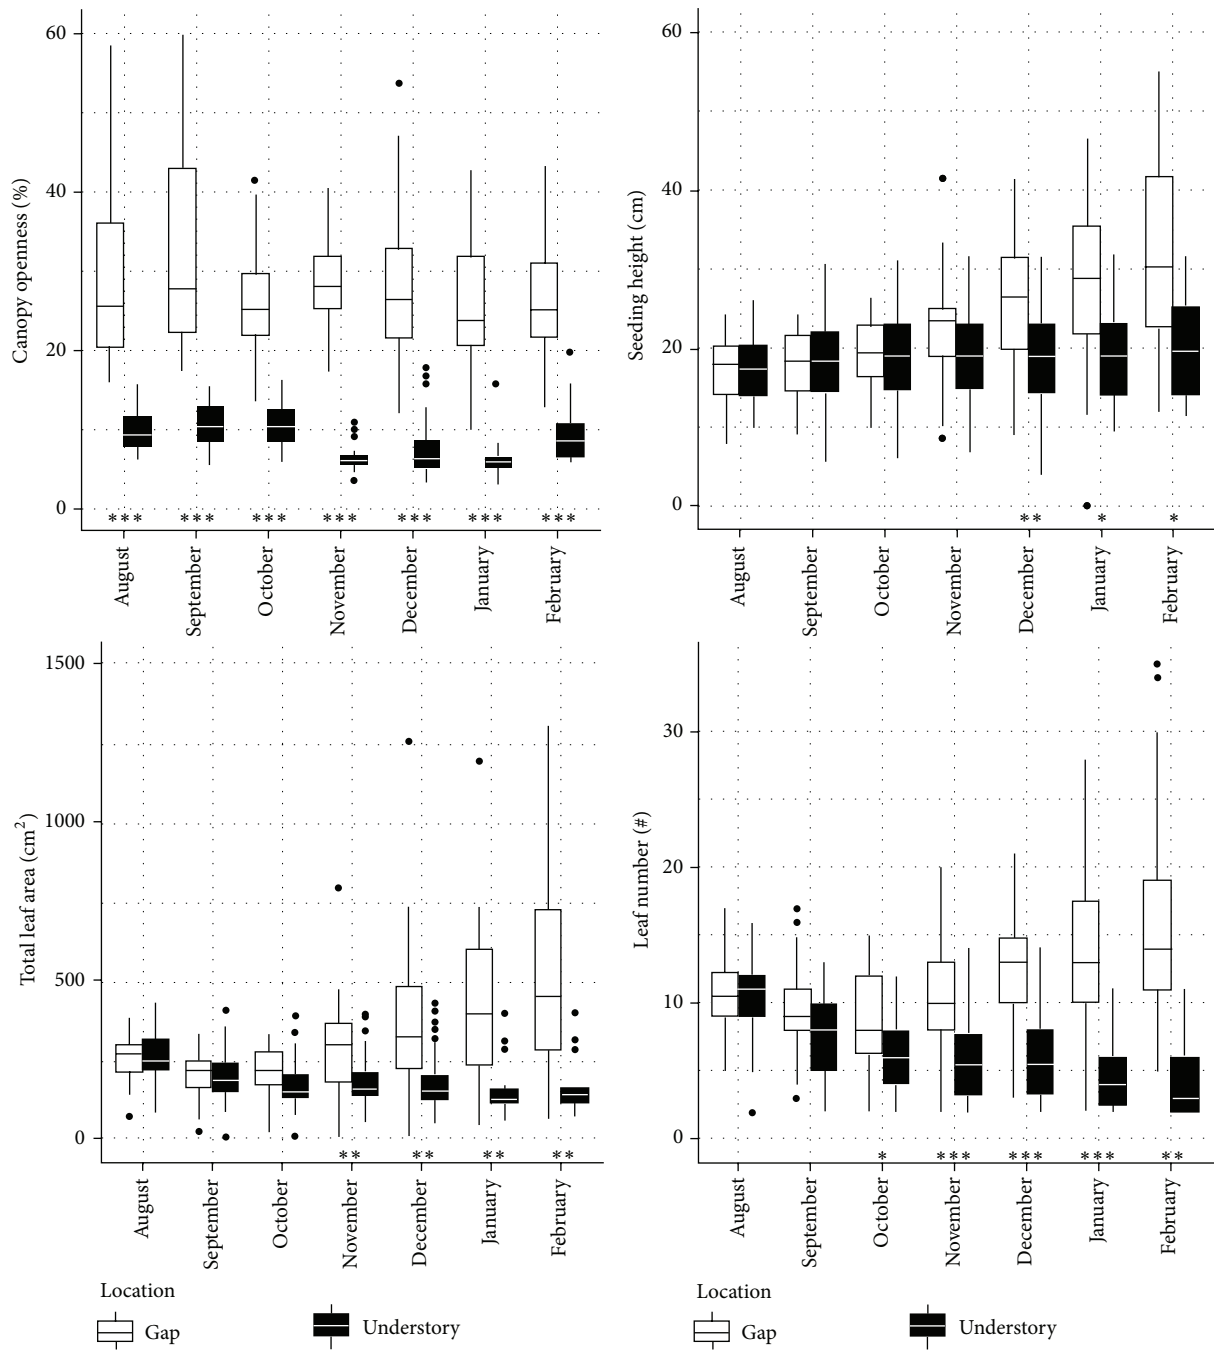 Canopy openness (%)
60
40
20
0
*** *** *** *** *** *** ***
August
September
October
November
December
January
February
Seeding height (cm)
60
40
20
0
** * *
August
September
October
November
December
January
February
Total leaf area (cm²)
1500
1000
500
0
** ** ** **
August
September
October
November
December
January
February
Leaf number (#)
30
20
10
0
* *** *** *** **
August
September
October
November
December
January
February
Location
Gap
Understory
Location
Gap
Understory